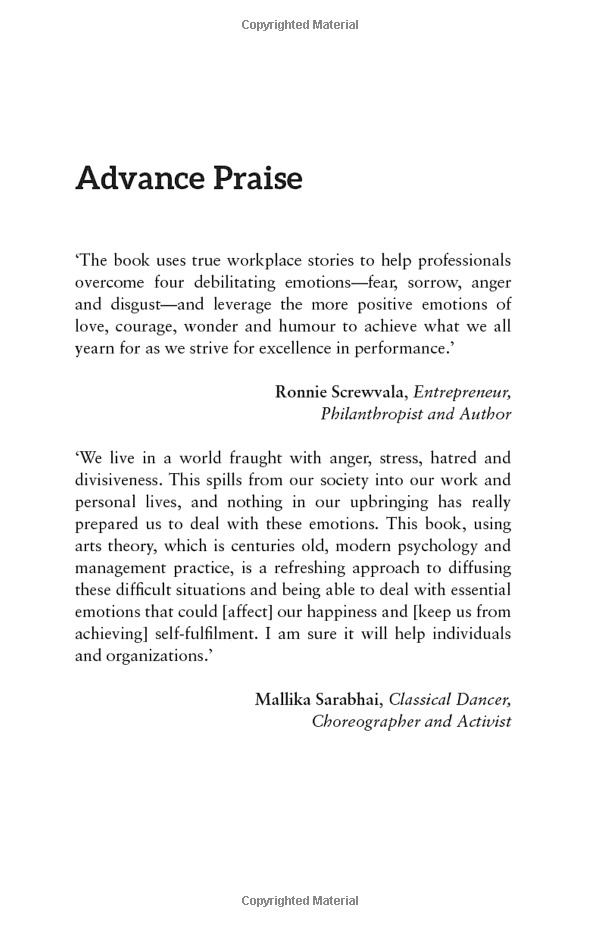 Copyrighted Material
Advance Praise
‘The book uses true workplace stories to help professionals
overcome four debilitating emotions—fear, sorrow, anger
and disgust—and leverage the more positive emotions of
love, courage, wonder and humour to achieve what we all
yearn for as we strive for excellence in performance.’
Ronnie Screwvala, Entrepreneur,
Philanthropist and Author
‘We live in a world fraught with anger, stress, hatred and
divisiveness. This spills from our society into our work and
personal lives, and nothing in our upbringing has really
prepared us to deal with these emotions. This book, using
arts theory, which is centuries old, modern psychology and
management practice, is a refreshing approach to diffusing
these difficult situations and being able to deal with essential
emotions that could [affect] our happiness and [keep us from
achieving] self-fulfilment. I am sure it will help individuals
and organizations.’
Mallika Sarabhai, Classical Dancer,
Choreographer and Activist
Copyrighted Material